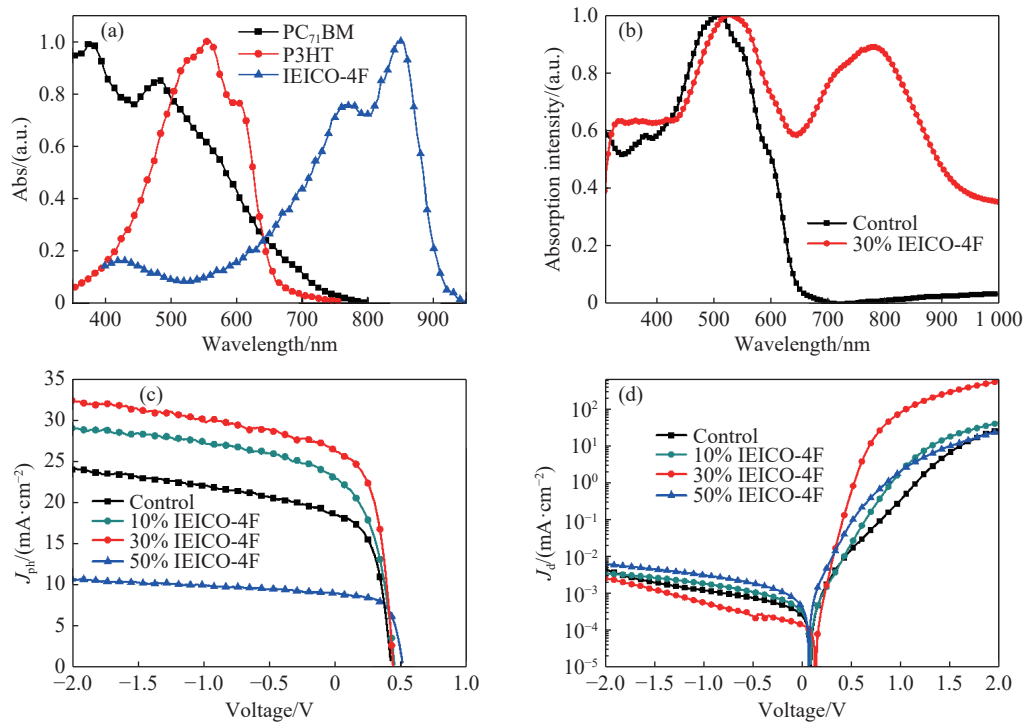 (a)
PC71BM
P3HT
IEICO-4F
Abs/(a.u.)
1.0
0.8
0.6
0.4
0.2
0
400 500 600 700 800 900
Wavelength/nm
(b)
Control
30% IEICO-4F
Absorption intensity/(a.u.)
1.0
0.8
0.6
0.4
0.2
0
400 500 600 700 800 900 1 000
Wavelength/nm
(c)
Control
10% IEICO-4F
30% IEICO-4F
50% IEICO-4F
Jph/(mA·cm−2)
35
30
25
20
15
10
5
0
−2.0 −1.5 −1.0 −0.5 0 0.5 1.0
Voltage/V
(d)
Control
10% IEICO-4F
30% IEICO-4F
50% IEICO-4F
Jd/(mA·cm−2)
10^2
10^1
10^0
10^−1
10^−2
10^−3
10^−4
10^−5
−2.0 −1.5 −1.0 −0.5 0 0.5 1.0 1.5 2.0
Voltage/V